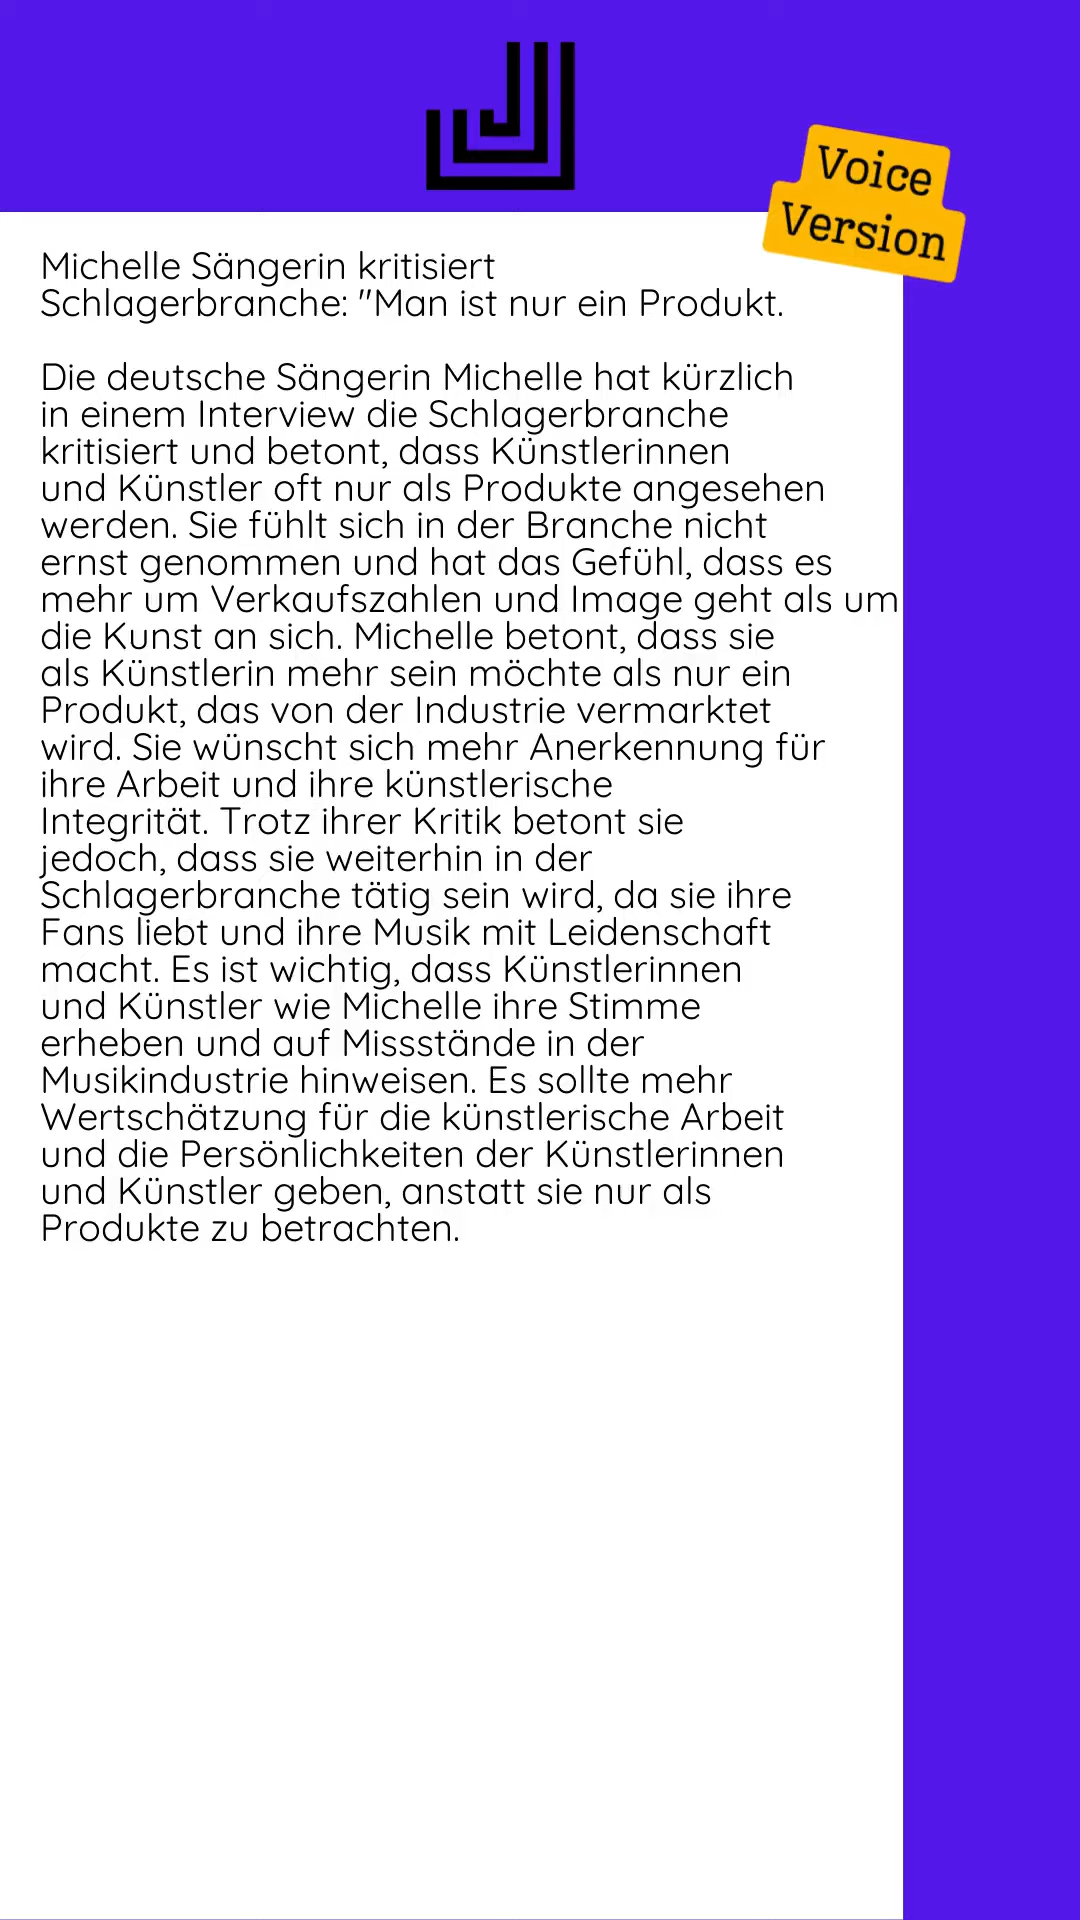 Voice
Version
Michelle Sängerin kritisiert
Schlagerbranche: "Man ist nur ein Produkt.
Die deutsche Sängerin Michelle hat kürzlich
in einem Interview die Schlagerbranche
kritisiert und betont, dass Künstlerinnen
und Künstler oft nur als Produkte angesehen
werden. Sie fühlt sich in der Branche nicht
ernst genommen und hat das Gefühl, dass es
mehr um Verkaufszahlen und Image geht als um
die Kunst an sich. Michelle betont, dass sie
als Künstlerin mehr sein möchte als nur ein
Produkt, das von der Industrie vermarktet
wird. Sie wünscht sich mehr Anerkennung für
ihre Arbeit und ihre künstlerische
Integrität. Trotz ihrer Kritik betont sie
jedoch, dass sie weiterhin in der
Schlagerbranche tätig sein wird, da sie ihre
Fans liebt und ihre Musik mit Leidenschaft
macht. Es ist wichtig, dass Künstlerinnen
und Künstler wie Michelle ihre Stimme
erheben und auf Missstände in der
Musikindustrie hinweisen. Es sollte mehr
Wertschätzung für die künstlerische Arbeit
und die Persönlichkeiten der Künstlerinnen
und Künstler geben, anstatt sie nur als
Produkte zu betrachten.